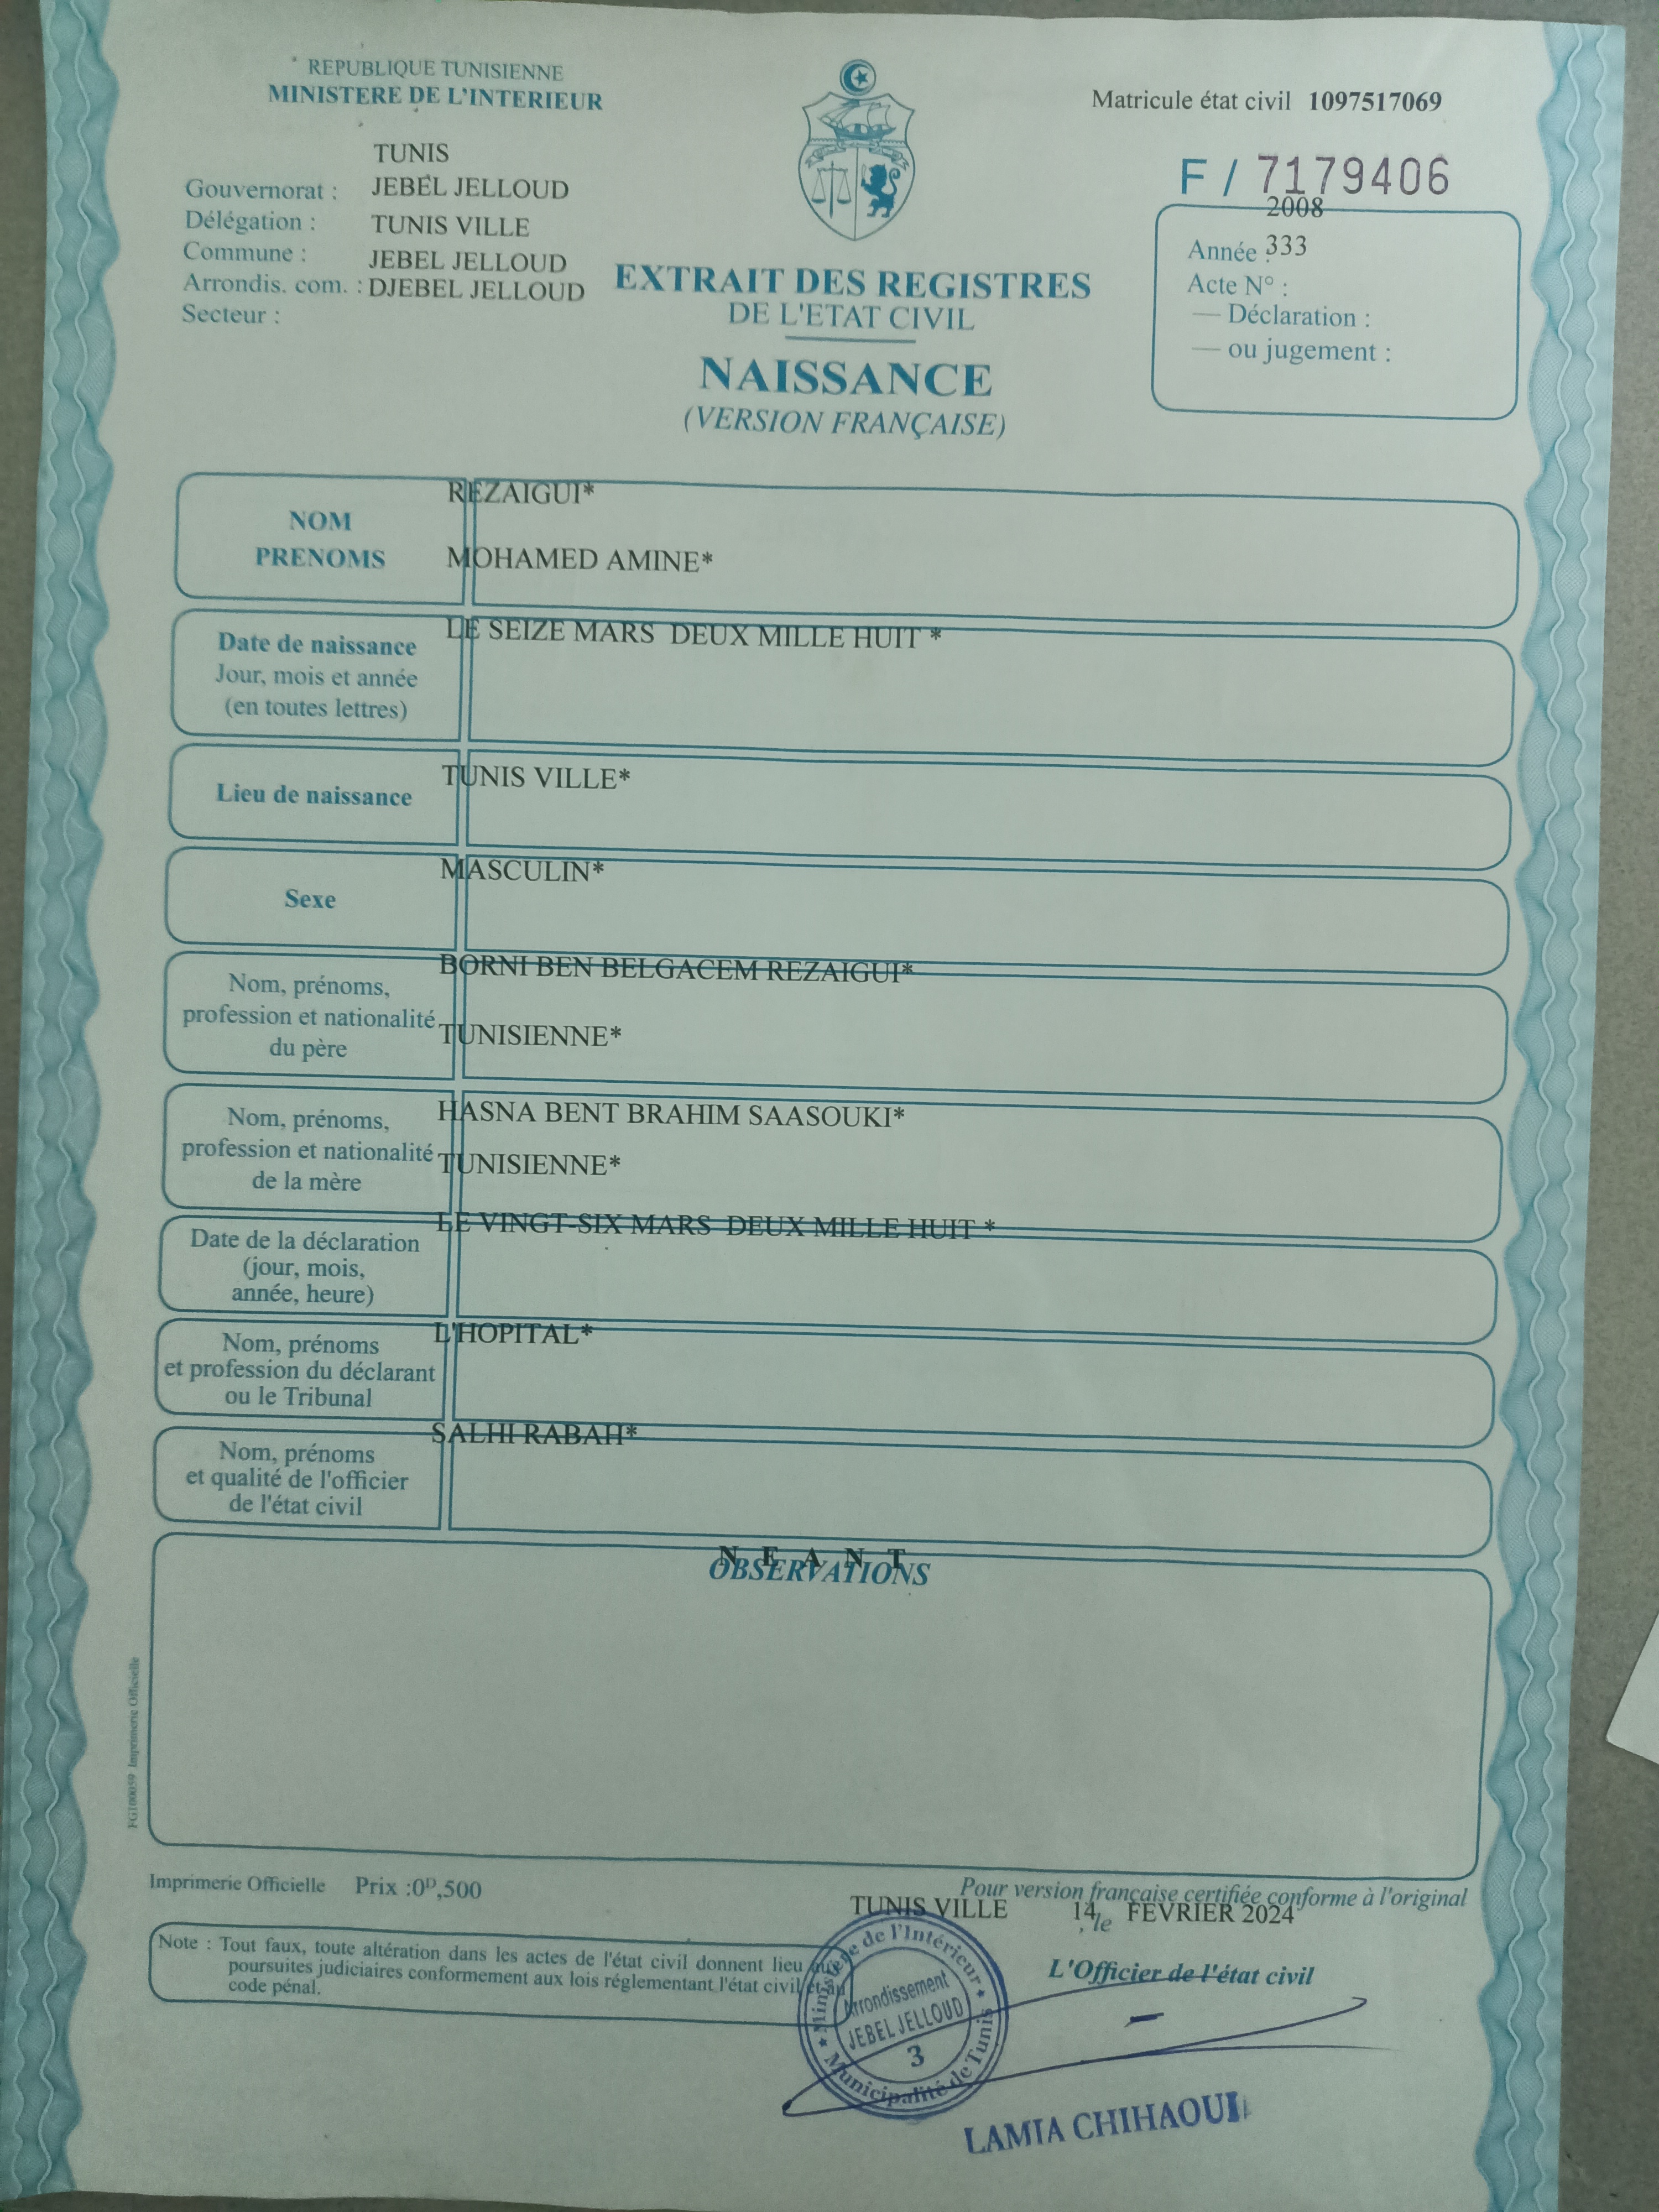 REPUBLIQUE TUNISIENNE
MINISTERE DE L'INTERIEUR
Matricule état civil 1097517069
F / 7179406
TUNIS
Gouvernorat : JEBEL JELLOUD
Délégation : TUNIS VILLE
Commune : JEBEL JELLOUD
Arrondis. com. : DJEBEL JELLOUD
Secteur :
2008
Année : 333
Acte N° :
— Déclaration :
— ou jugement :
EXTRAIT DES REGISTRES
DE L'ETAT CIVIL
NAISSANCE
(VERSION FRANÇAISE)
REZAIGUI*
NOM
PRENOMS
MOHAMED AMINE*
LE SEIZE MARS DEUX MILLE HUIT *
Date de naissance
Jour, mois et année
(en toutes lettres)
TUNIS VILLE*
Lieu de naissance
MASCULIN*
Sexe
BORNI BEN BELGACEM REZAIGUI*
Nom, prénoms,
profession et nationalité
du père
TUNISIENNE*
HASNA BENT BRAHIM SAASOUKI*
Nom, prénoms,
profession et nationalité
de la mère
TUNISIENNE*
LE VINGT-SIX MARS DEUX MILLE HUIT *
Date de la déclaration
(jour, mois,
année, heure)
L'HOPITAL*
Nom, prénoms
et profession du déclarant
ou le Tribunal
SALHI RABAH*
Nom, prénoms
et qualité de l'officier
de l'état civil
N E A N T
OBSERVATIONS
FG100059 Imprimerie Officielle
Imprimerie Officielle Prix :0ᴰ,500
Pour version française certifiée conforme à l'original
TUNIS VILLE , le 14 FEVRIER 2024
Note : Tout faux, toute altération dans les actes de l'état civil donnent lieu aux
poursuites judiciaires conformement aux lois réglementant l'état civil et au
code pénal.
L'Officier de l'état civil
Ministère de l'Intérieur
Arrondissement
JEBEL JELLOUD
3
Municipalité de Tunis
LAMIA CHIHAOUI